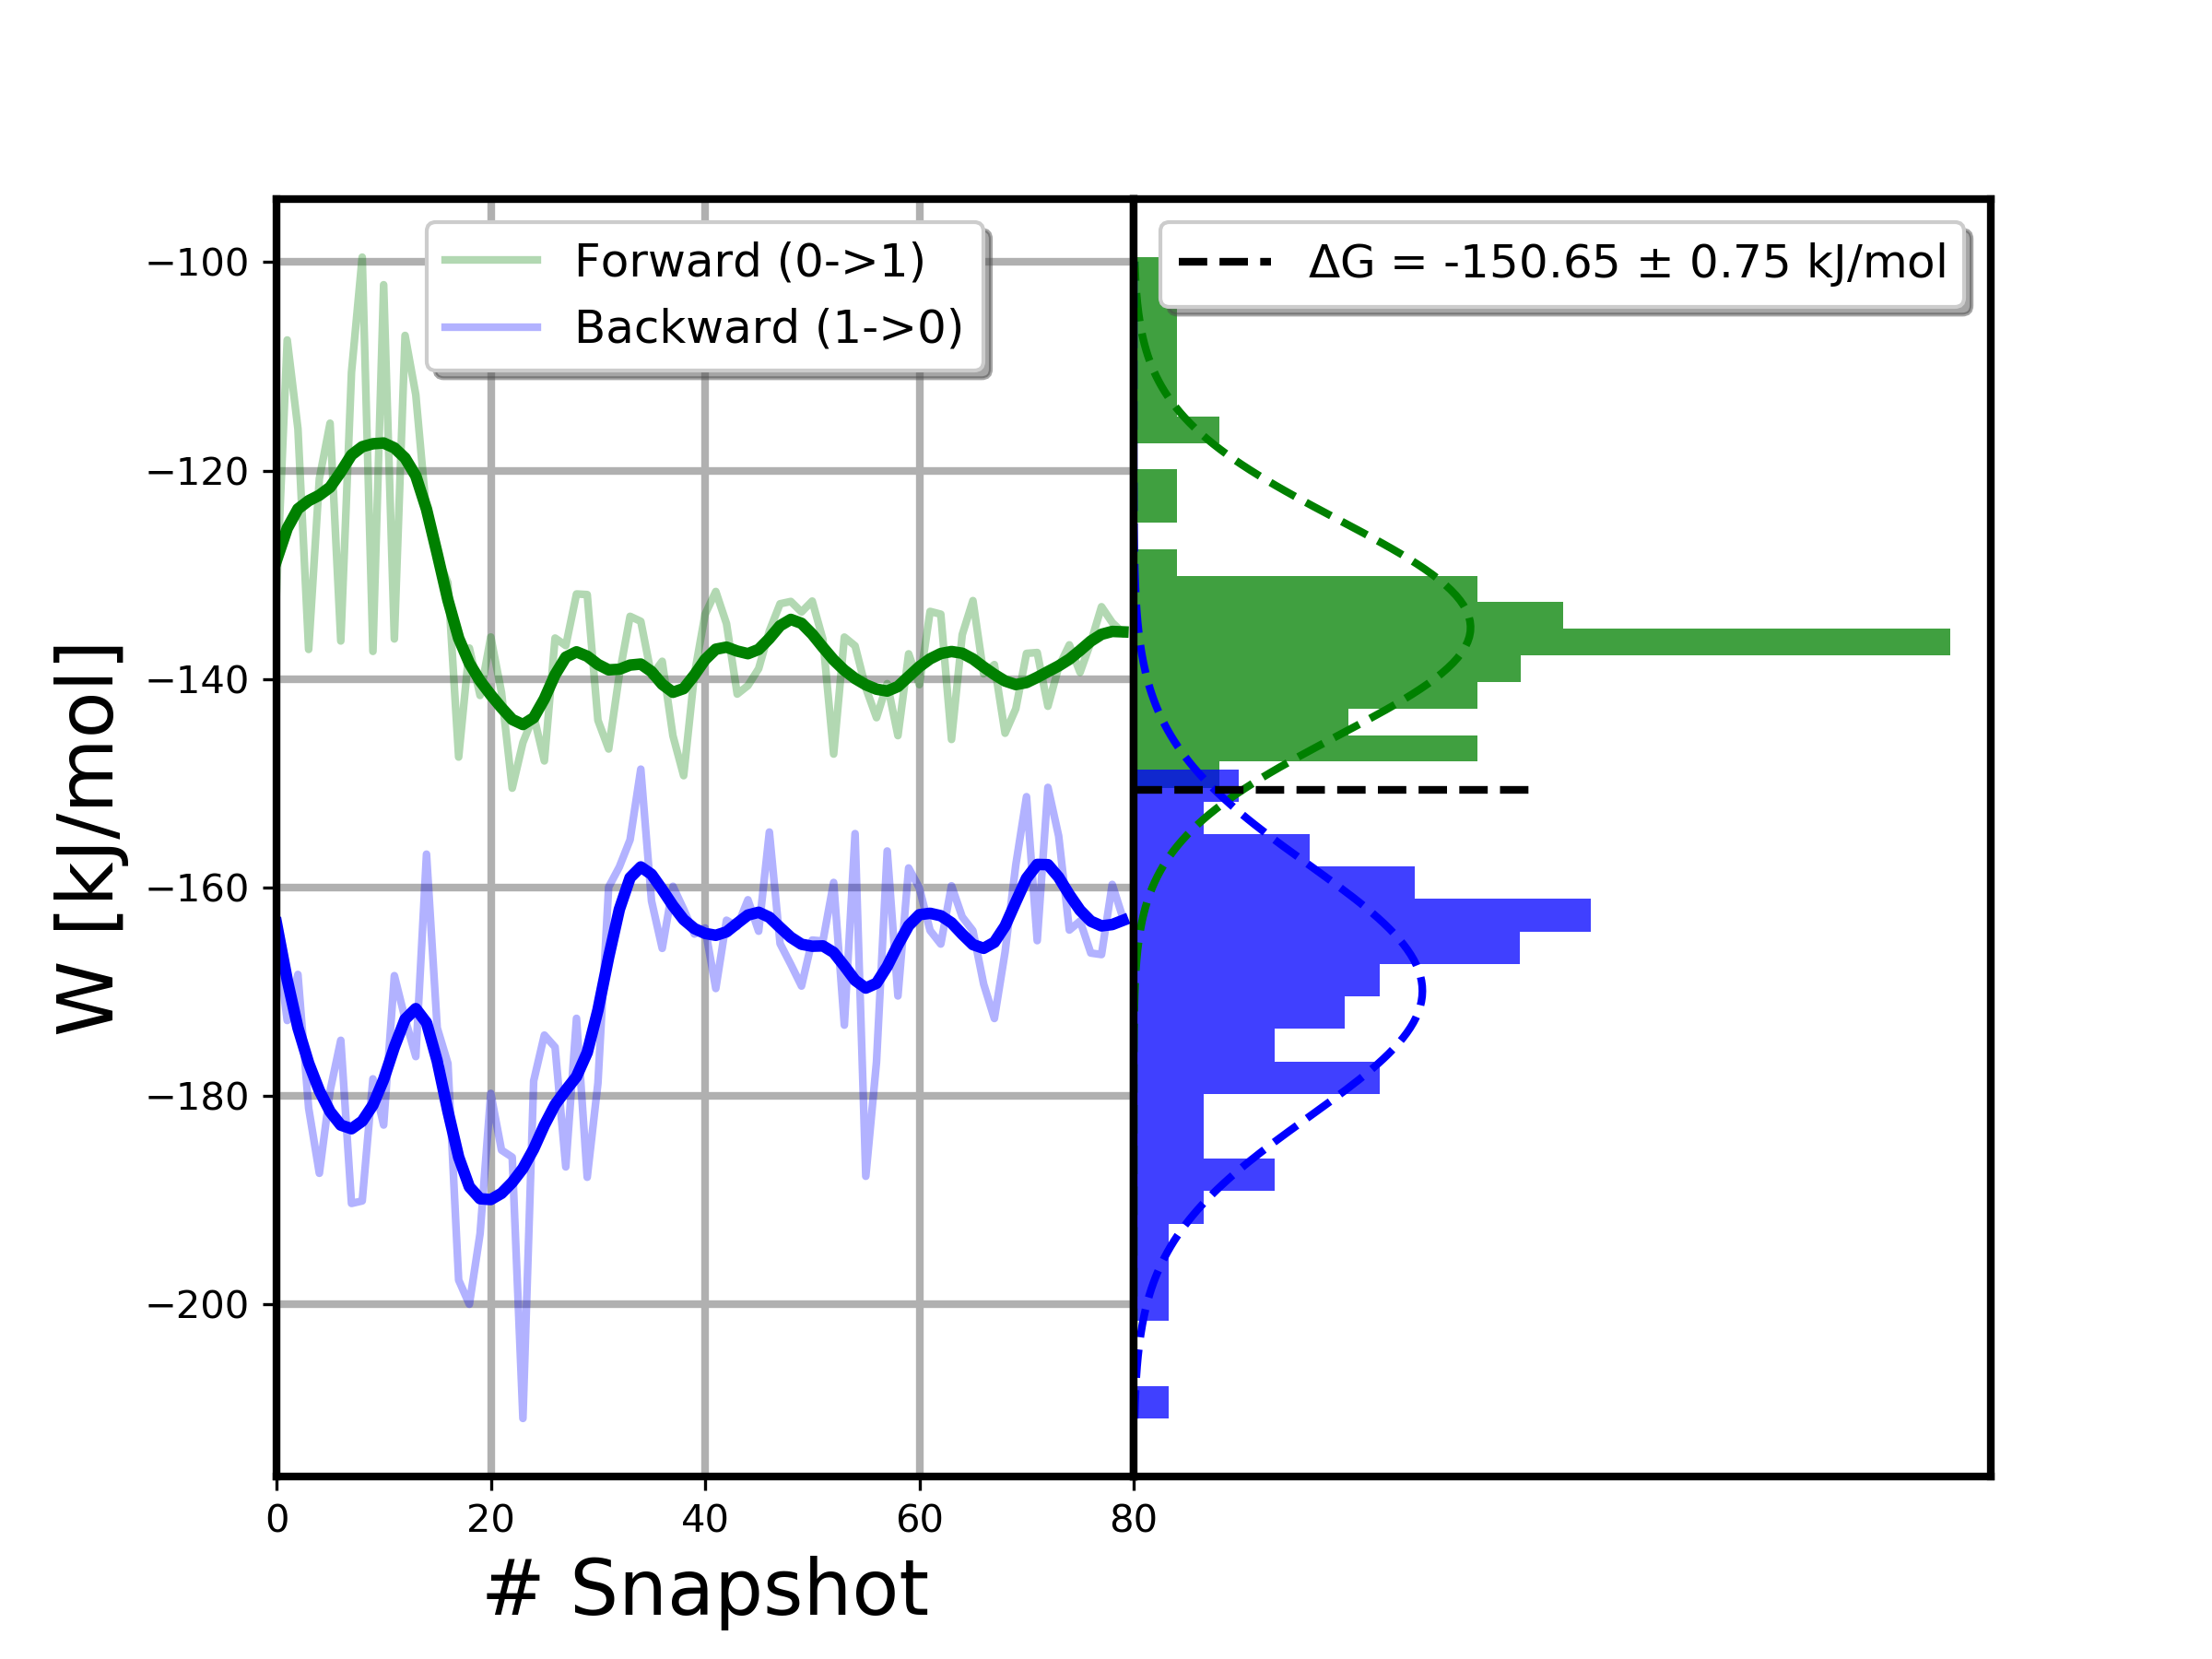 W [kJ/mol]
−100
−120
−140
−160
−180
−200
Forward (0->1)
Backward (1->0)
ΔG = -150.65 ± 0.75 kJ/mol
0 20 40 60 80
# Snapshot